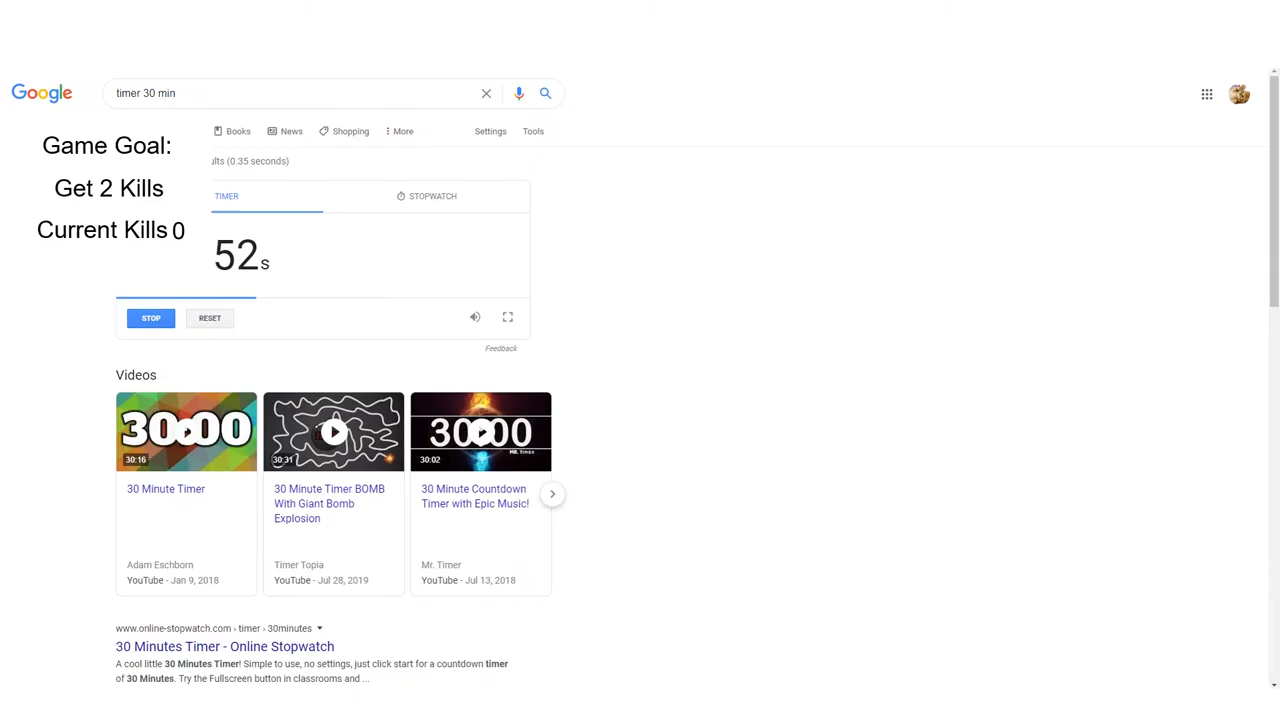 Google
timer 30 min
Books
News
Shopping
More
Settings
Tools
Game Goal:
Get 2 Kills
Current Kills 0
(0.35 seconds)
TIMER
STOPWATCH
52s
STOP
RESET
Feedback
Videos
30:00
30:16
30:31
30:00
MR. TIMER
30:02
30 Minute Timer
Adam Eschborn
YouTube - Jan 9, 2018
30 Minute Timer BOMB
With Giant Bomb
Explosion
Timer Topia
YouTube - Jul 28, 2019
30 Minute Countdown
Timer with Epic Music!
Mr. Timer
YouTube - Jul 13, 2018
www.online-stopwatch.com › timer › 30minutes
30 Minutes Timer - Online Stopwatch
A cool little 30 Minutes Timer! Simple to use, no settings, just click start for a countdown timer
of 30 Minutes. Try the Fullscreen button in classrooms and ...